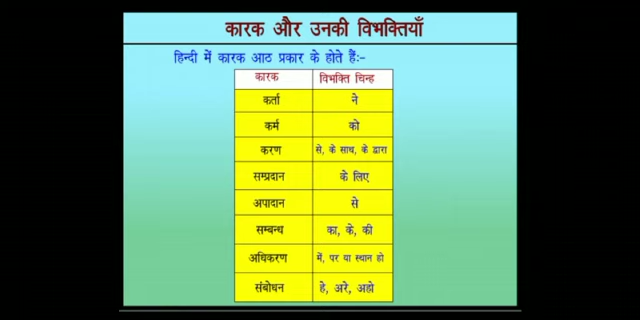 कारक और उनकी विभक्तियाँ
हिन्दी में कारक आठ प्रकार के होते हैं:-
कारक विभक्ति चिन्ह
कर्ता ने
कर्म को
करण से, के साथ, के द्वारा
सम्प्रदान के लिए
अपादान से
सम्बन्ध का, के, की
अधिकरण में, पर या स्थान हो
संबोधन हे, अरे, अहो